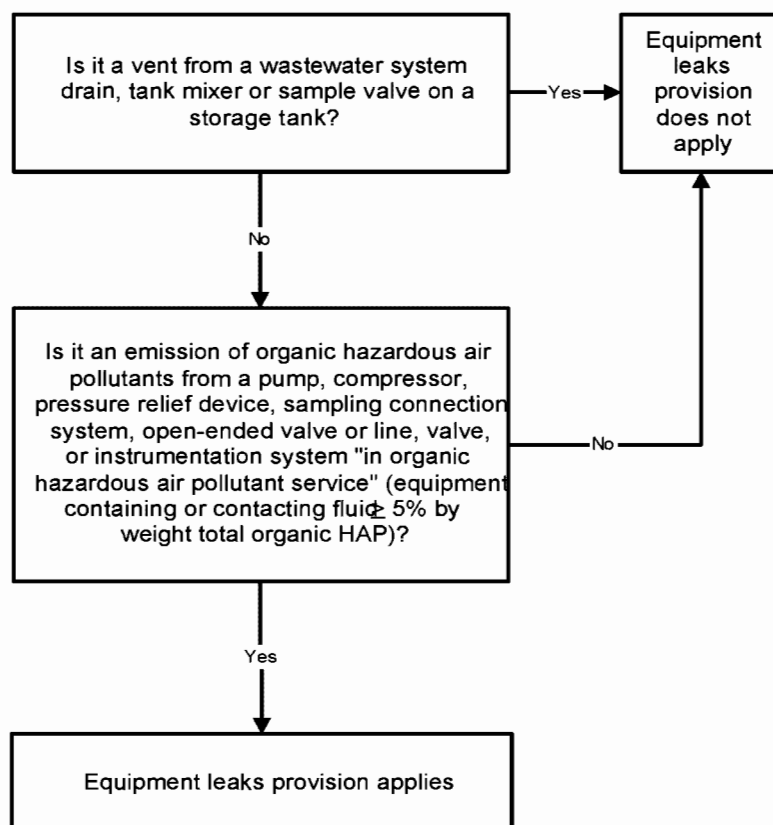 Is it a vent from a wastewater system
drain, tank mixer or sample valve on a
storage tank?
Yes
Equipment
leaks
provision
does not
apply
No
Is it an emission of organic hazardous air
pollutants from a pump, compressor,
pressure relief device, sampling connection
system, open-ended valve or line, valve,
or instrumentation system "in organic
hazardous air pollutant service" (equipment
containing or contacting fluid ≥ 5% by
weight total organic HAP)?
No
Yes
Equipment leaks provision applies